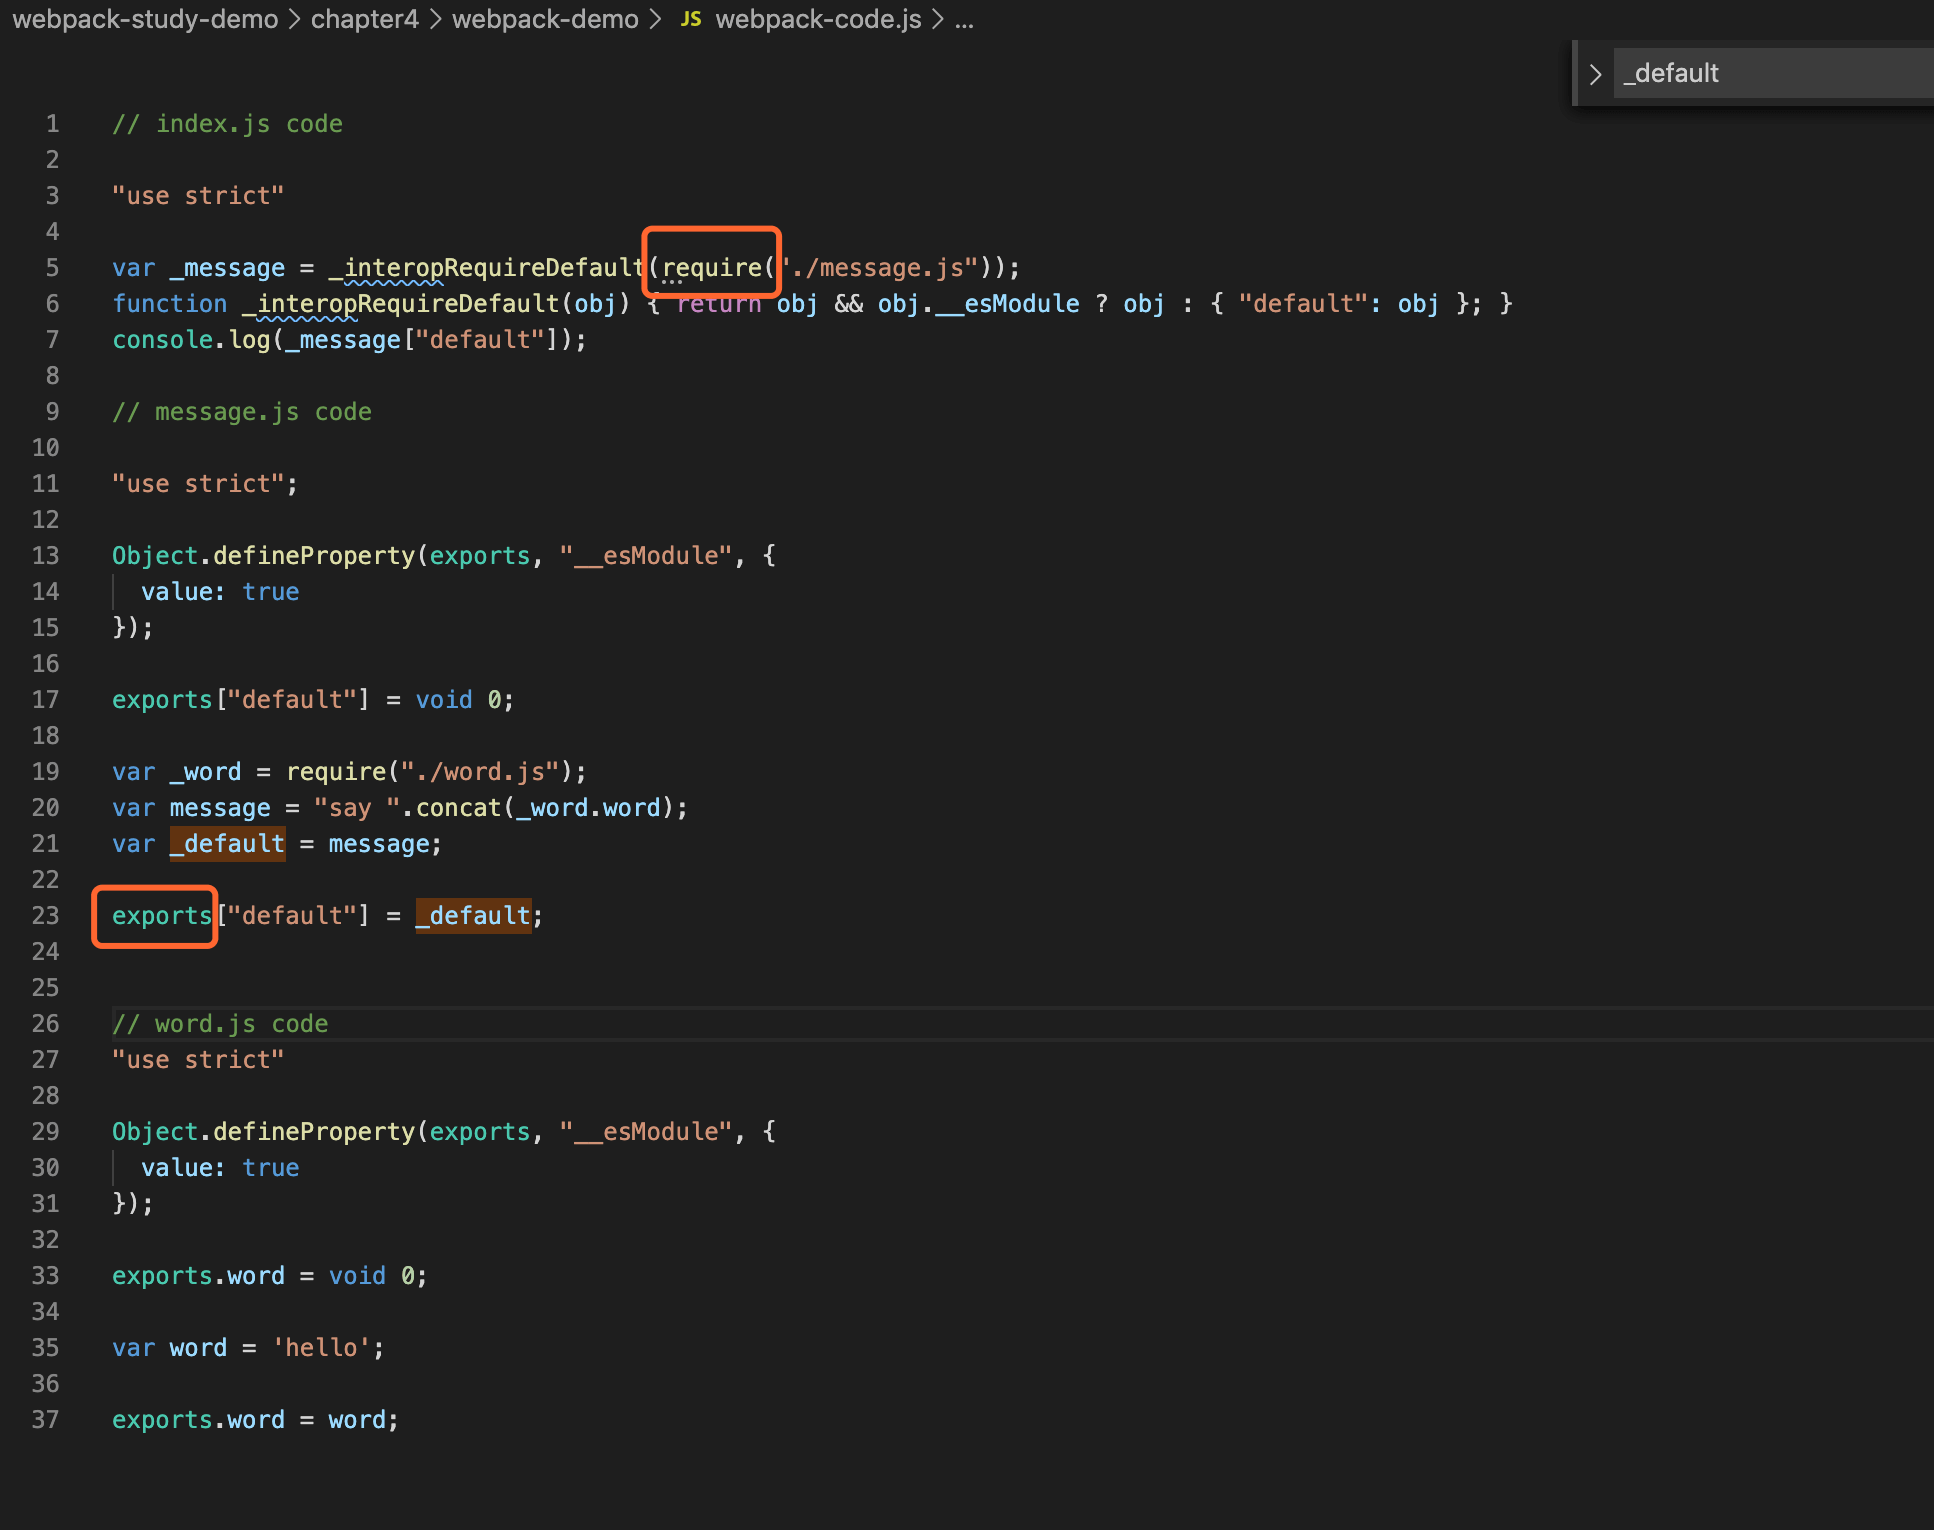 webpack-study-demo > chapter4 > webpack-demo > JS webpack-code.js > ...
> _default
1 // index.js code
2
3 "use strict"
4
5 var _message = _interopRequireDefault(require("./message.js"));
6 function _interopRequireDefault(obj) { return obj && obj.__esModule ? obj : { "default": obj }; }
7 console.log(_message["default"]);
8
9 // message.js code
10
11 "use strict";
12
13 Object.defineProperty(exports, "__esModule", {
14 value: true
15 });
16
17 exports["default"] = void 0;
18
19 var _word = require("./word.js");
20 var message = "say ".concat(_word.word);
21 var _default = message;
22
23 exports["default"] = _default;
24
25
26 // word.js code
27 "use strict"
28
29 Object.defineProperty(exports, "__esModule", {
30 value: true
31 });
32
33 exports.word = void 0;
34
35 var word = 'hello';
36
37 exports.word = word;